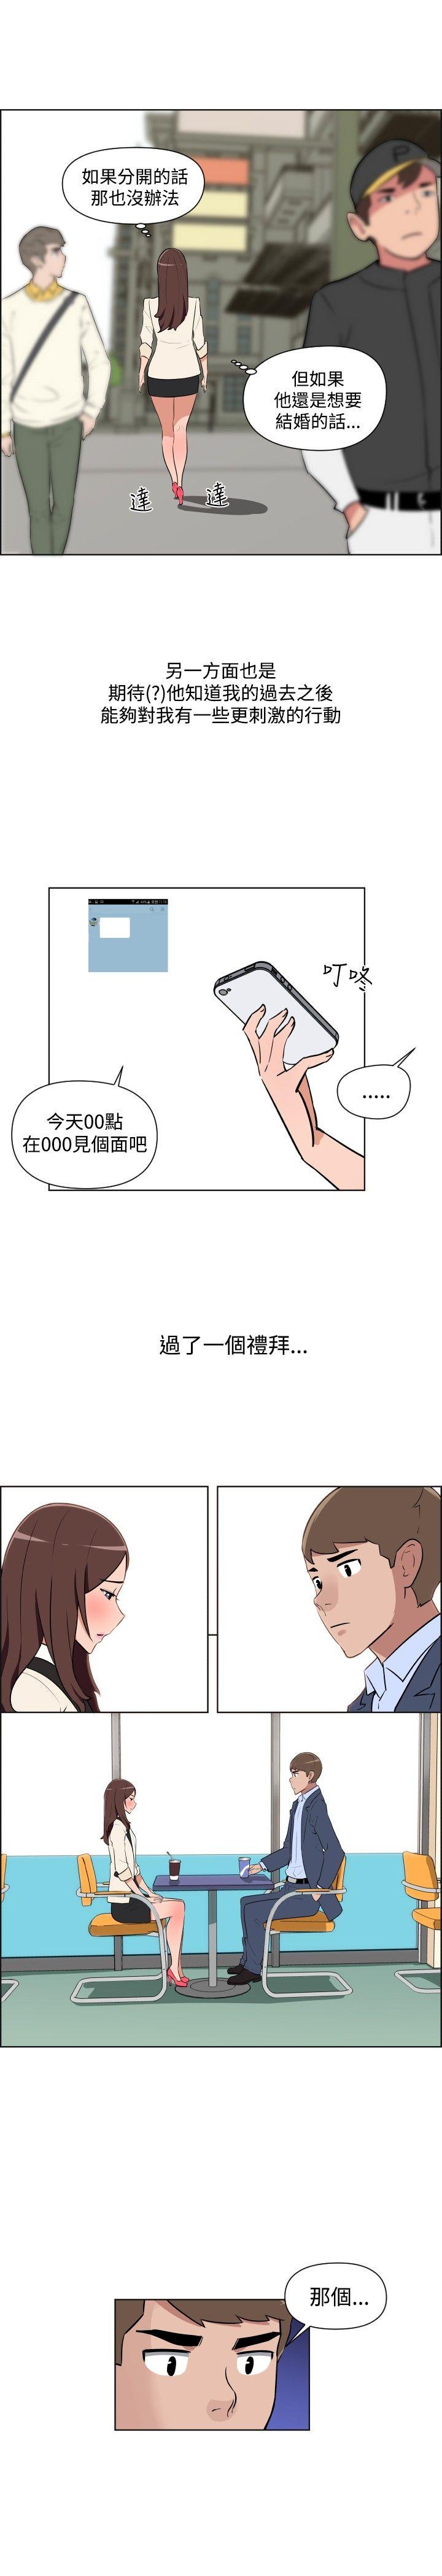 如果分開的話
那也沒辦法
但如果
他還是想要
結婚的話...
達
達
另一方面也是
期待(?)他知道我的過去之後
能夠對我有一些更刺激的行動
叮咚
.....
今天00點
在000見個面吧
過了一個禮拜...
那個...